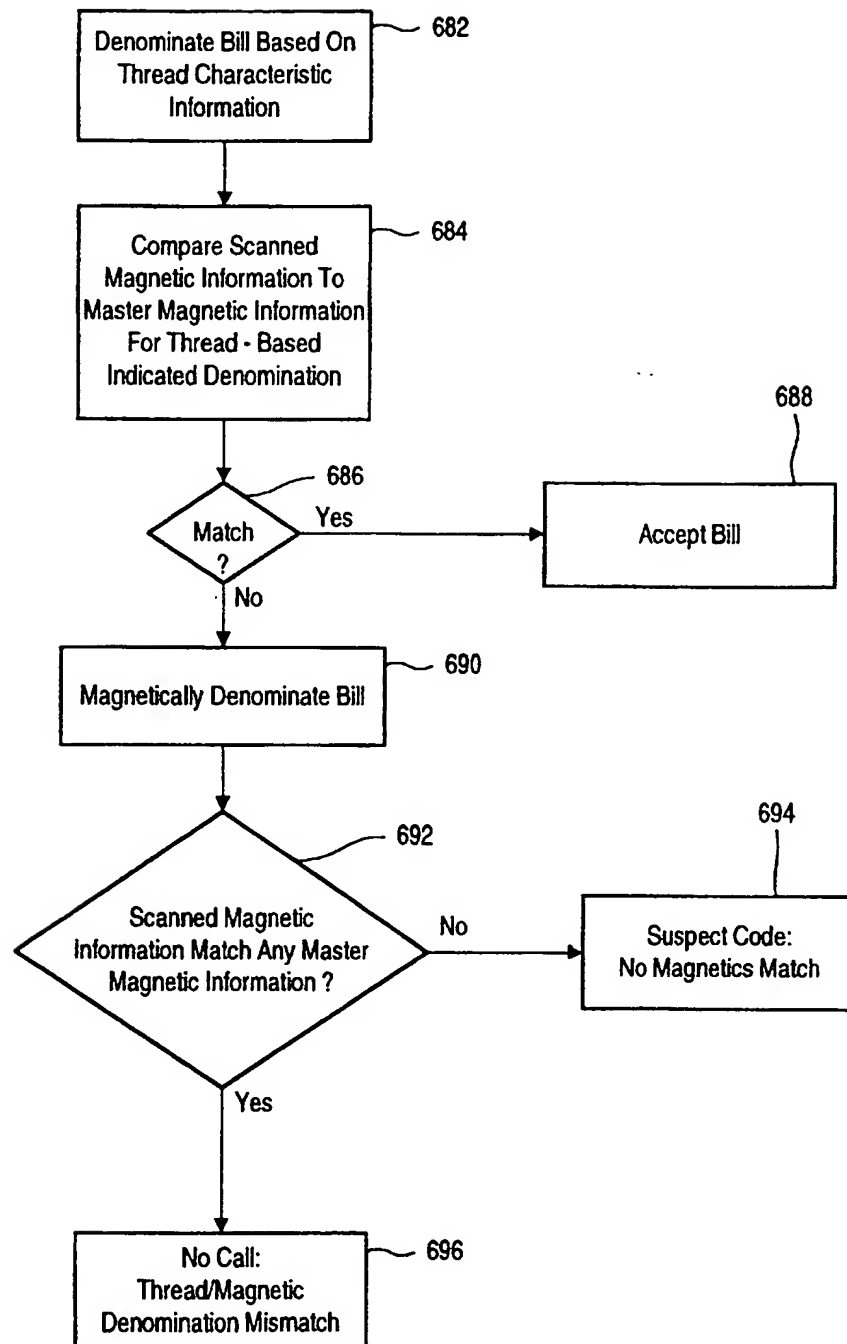 Denominate Bill Based On
Thread Characteristic
Information
682
Compare Scanned
Magnetic Information To
Master Magnetic Information
For Thread - Based
Indicated Denomination
684
686
Match
?
Yes
688
Accept Bill
No
690
Magnetically Denominate Bill
692
Scanned Magnetic
Information Match Any Master
Magnetic Information ?
No
694
Suspect Code:
No Magnetics Match
Yes
696
No Call:
Thread/Magnetic
Denomination Mismatch